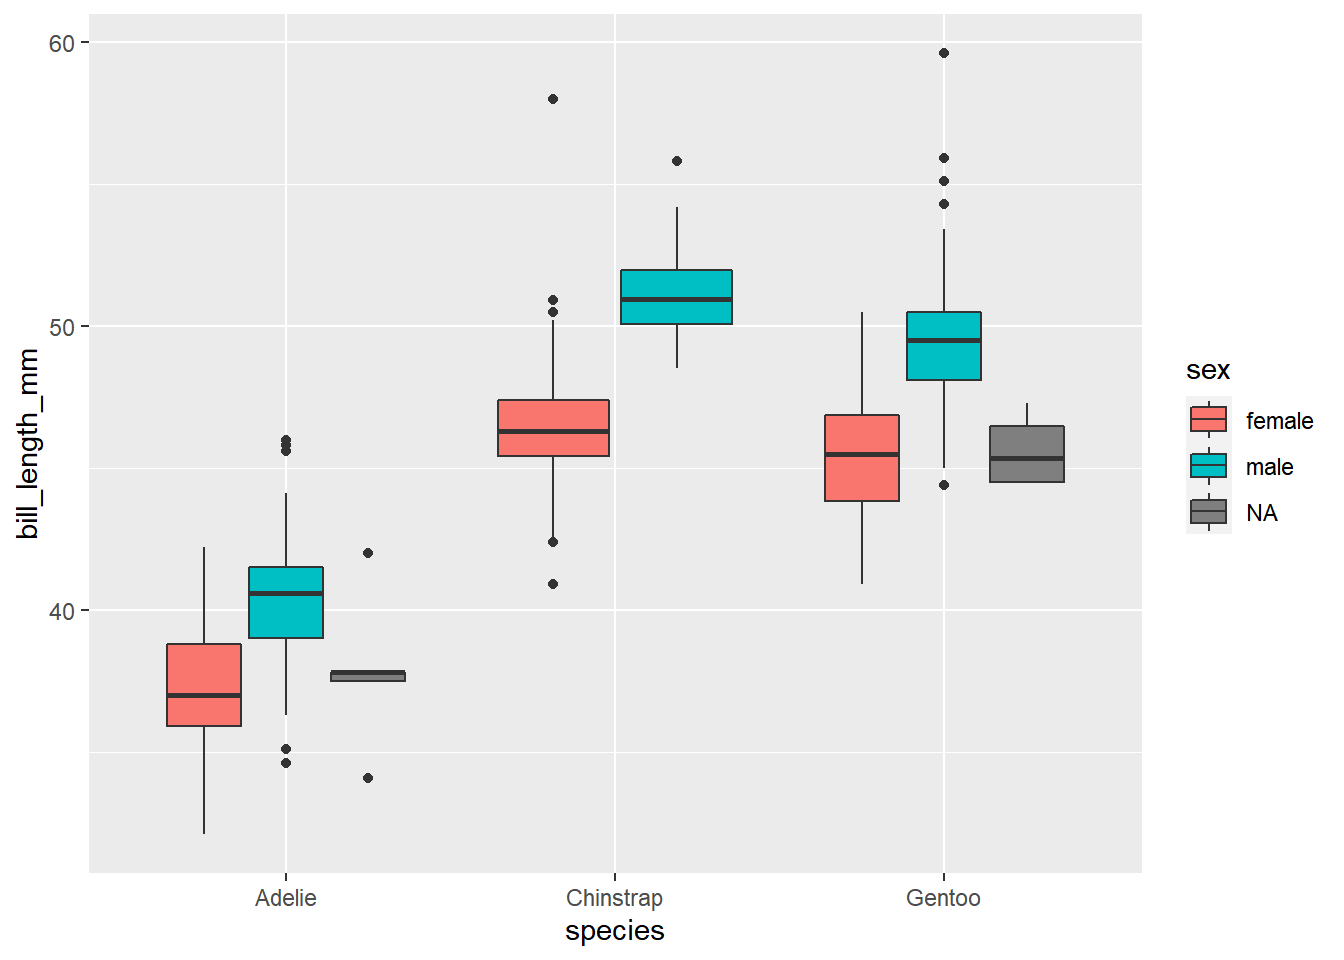 60
50
40
bill_length_mm
Adelie
Chinstrap
Gentoo
species
sex
female
male
NA